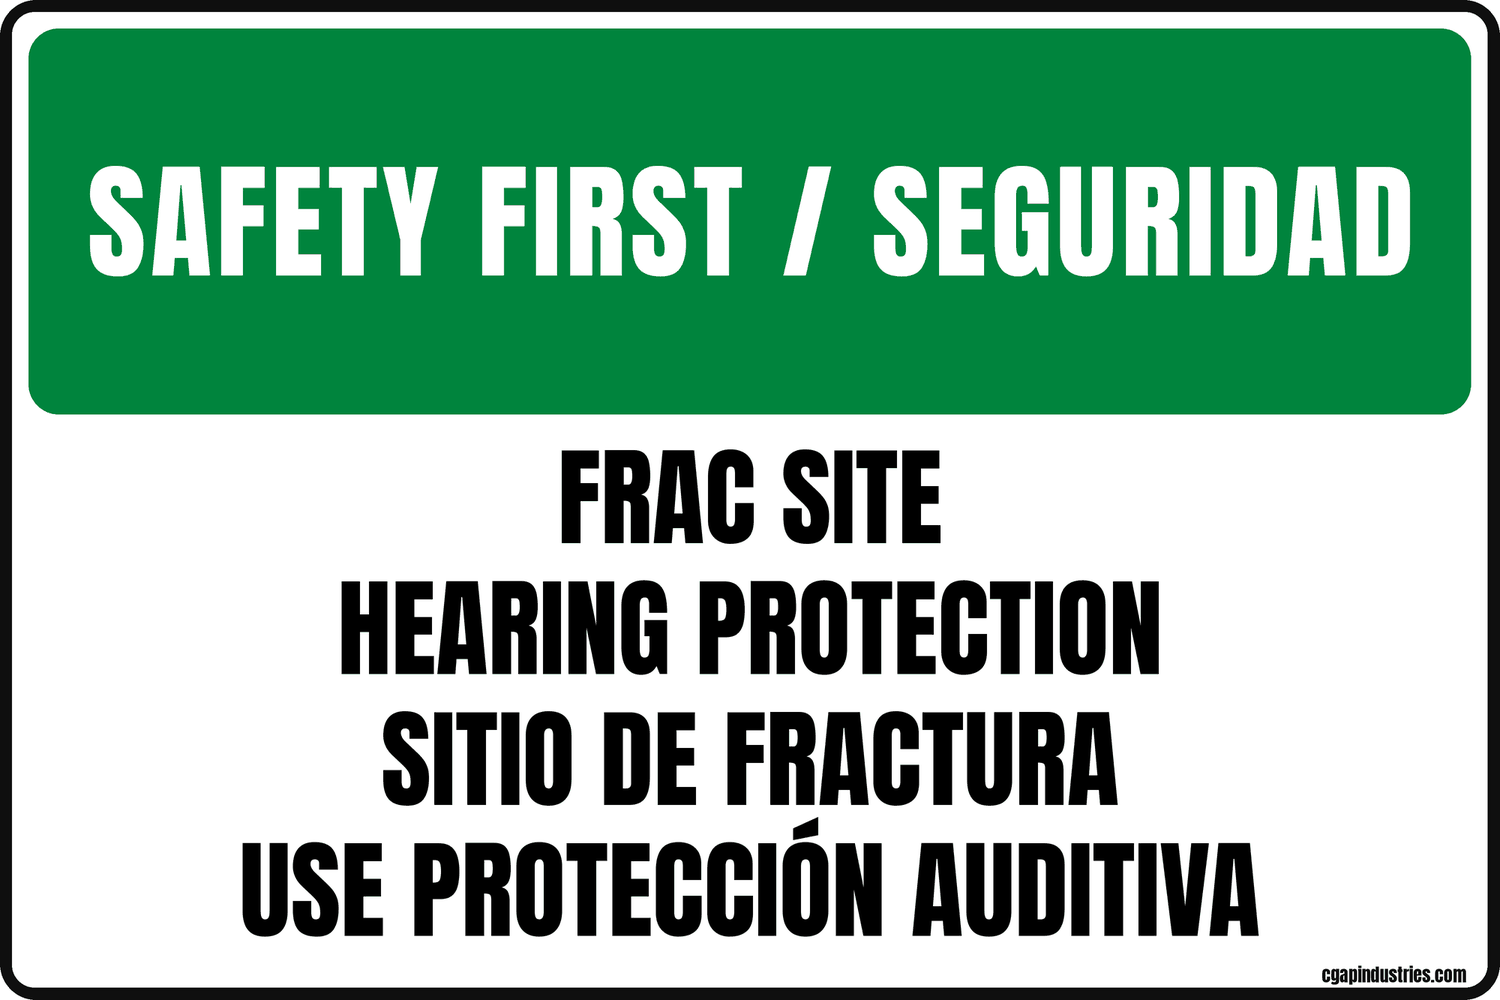 SAFETY FIRST / SEGURIDAD
FRAC SITE
HEARING PROTECTION
SITIO DE FRACTURA
USE PROTECCIÓN AUDITIVA
cgapindustries.com